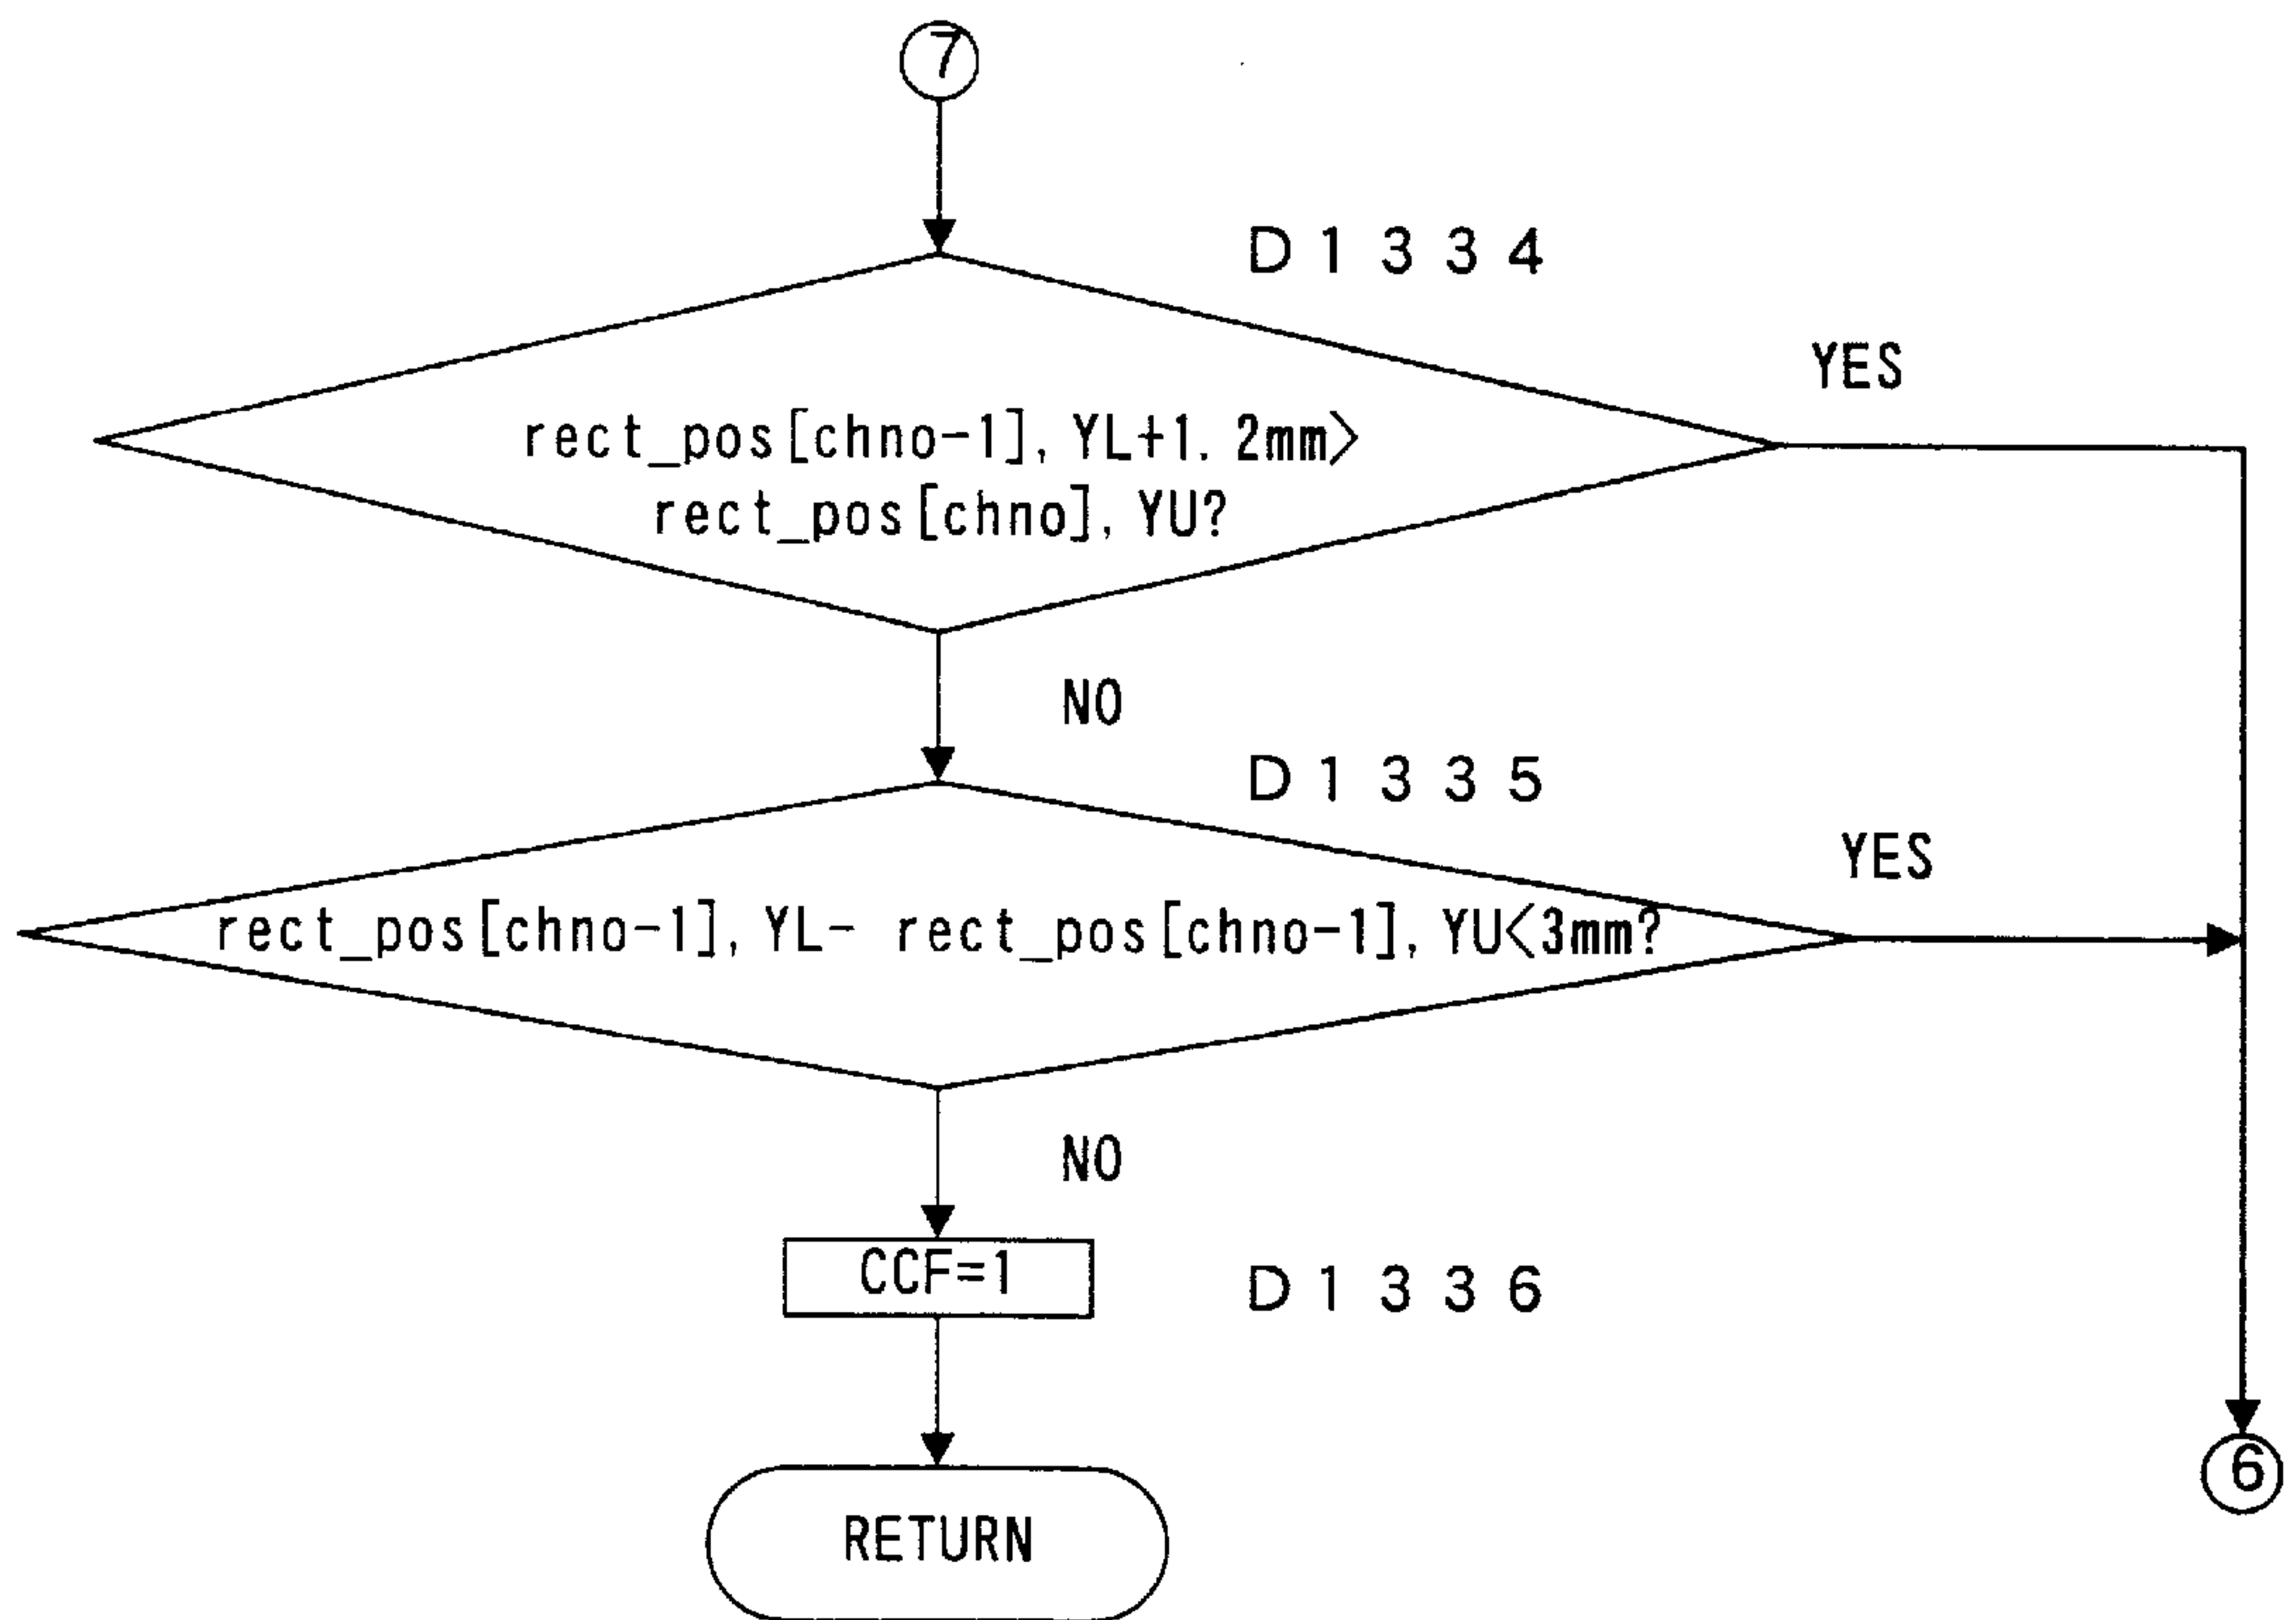 7
D1334
YES
rect_pos[chno-1], YL+1. 2mm>
rect_pos[chno], YU?
NO
D1335
YES
rect_pos[chno-1], YL- rect_pos[chno-1], YU<3mm?
NO
CCF=1
D1336
6
RETURN